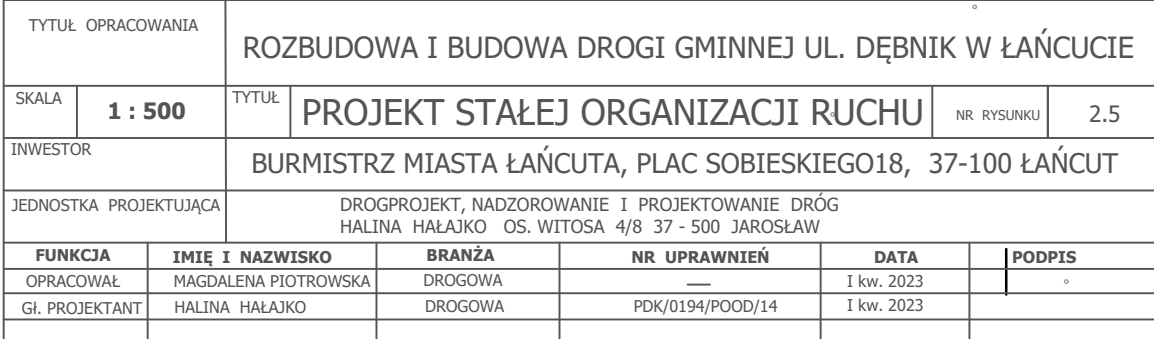 TYTUŁ OPRACOWANIA
ROZBUDOWA I BUDOWA DROGI GMINNEJ UL. DĘBNIK W ŁAŃCUCIE
SKALA 1 : 500 TYTUŁ PROJEKT STAŁEJ ORGANIZACJI RUCHU NR RYSUNKU 2.5
INWESTOR
BURMISTRZ MIASTA ŁAŃCUTA, PLAC SOBIESKIEGO18, 37-100 ŁAŃCUT
JEDNOSTKA PROJEKTUJĄCA
DROGPROJEKT, NADZOROWANIE I PROJEKTOWANIE DRÓG
HALINA HAŁAJKO OS. WITOSA 4/8 37 - 500 JAROSŁAW
FUNKCJA IMIĘ I NAZWISKO BRANŻA NR UPRAWNIEŃ DATA PODPIS
OPRACOWAŁ MAGDALENA PIOTROWSKA DROGOWA — I kw. 2023
Gł. PROJEKTANT HALINA HAŁAJKO DROGOWA PDK/0194/POOD/14 I kw. 2023